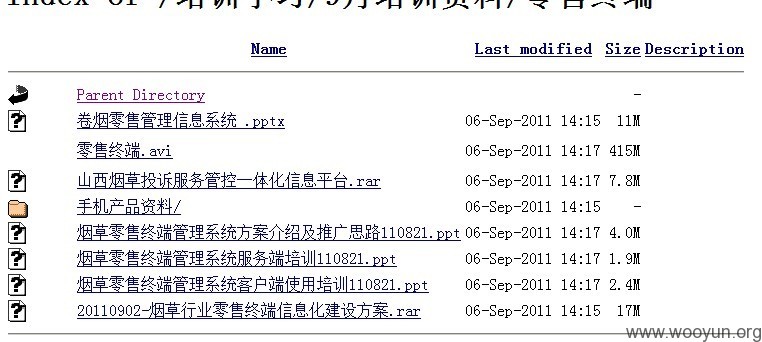 Index of /培训学习/9月培训资料/零售终端
Name Last modified Size Description
Parent Directory -
卷烟零售管理信息系统 .pptx 06-Sep-2011 14:15 11M
零售终端.avi 06-Sep-2011 14:17 415M
山西烟草投诉服务管控一体化信息平台.rar 06-Sep-2011 14:17 7.8M
手机产品资料/ 06-Sep-2011 14:15 -
烟草零售终端管理系统方案介绍及推广思路110821.ppt 06-Sep-2011 14:17 4.0M
烟草零售终端管理系统服务端培训110821.ppt 06-Sep-2011 14:17 1.9M
烟草零售终端管理系统客户端使用培训110821.ppt 06-Sep-2011 14:17 2.4M
20110902-烟草行业零售终端信息化建设方案.rar 06-Sep-2011 14:15 17M
www.wooyun.org